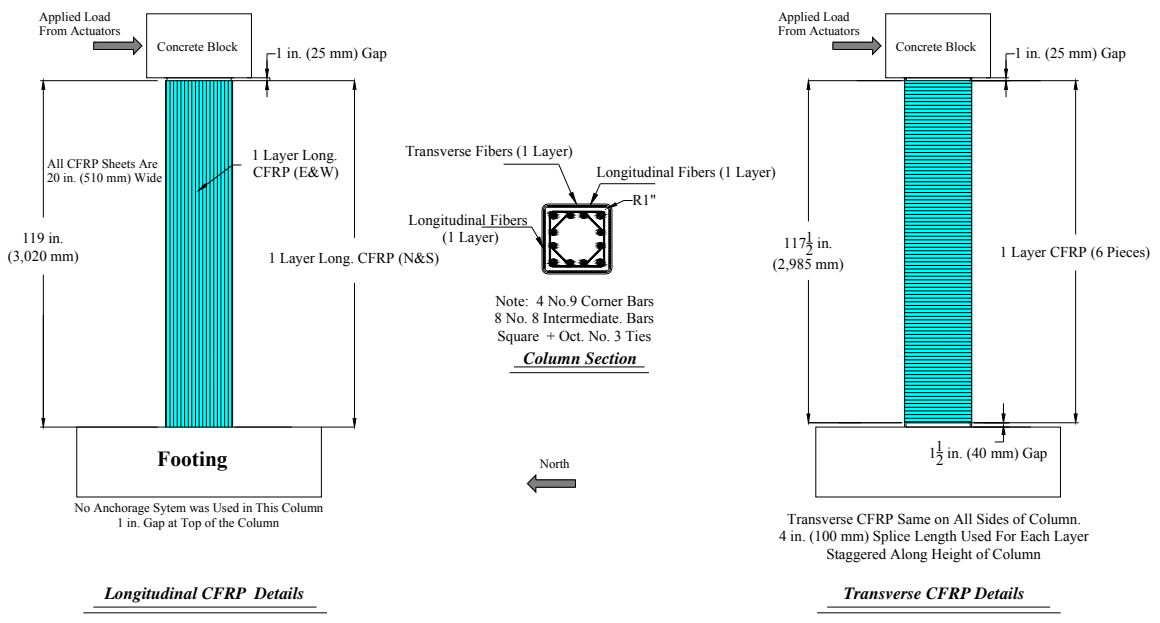 Applied Load
From Actuators
Concrete Block
1 in. (25 mm) Gap
All CFRP Sheets Are
20 in. (510 mm) Wide
1 Layer Long.
CFRP (E&W)
119 in.
(3,020 mm)
1 Layer Long. CFRP (N&S)
Footing
No Anchorage Sytem was Used in This Column
1 in. Gap at Top of the Column
Longitudinal CFRP Details
Transverse Fibers (1 Layer)
Longitudinal Fibers (1 Layer)
R1"
Longitudinal Fibers
(1 Layer)
Note: 4 No.9 Corner Bars
8 No. 8 Intermediate. Bars
Square + Oct. No. 3 Ties
Column Section
North
Applied Load
From Actuators
Concrete Block
1 in. (25 mm) Gap
117 1/2 in.
(2,985 mm)
1 Layer CFRP (6 Pieces)
1 1/2 in. (40 mm) Gap
Transverse CFRP Same on All Sides of Column.
4 in. (100 mm) Splice Length Used For Each Layer
Staggered Along Height of Column
Transverse CFRP Details